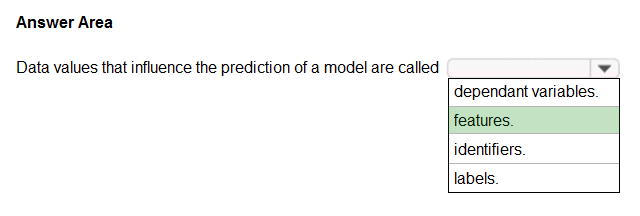 Answer Area
Data values that influence the prediction of a model are called
dependant variables.
features.
identifiers.
labels.